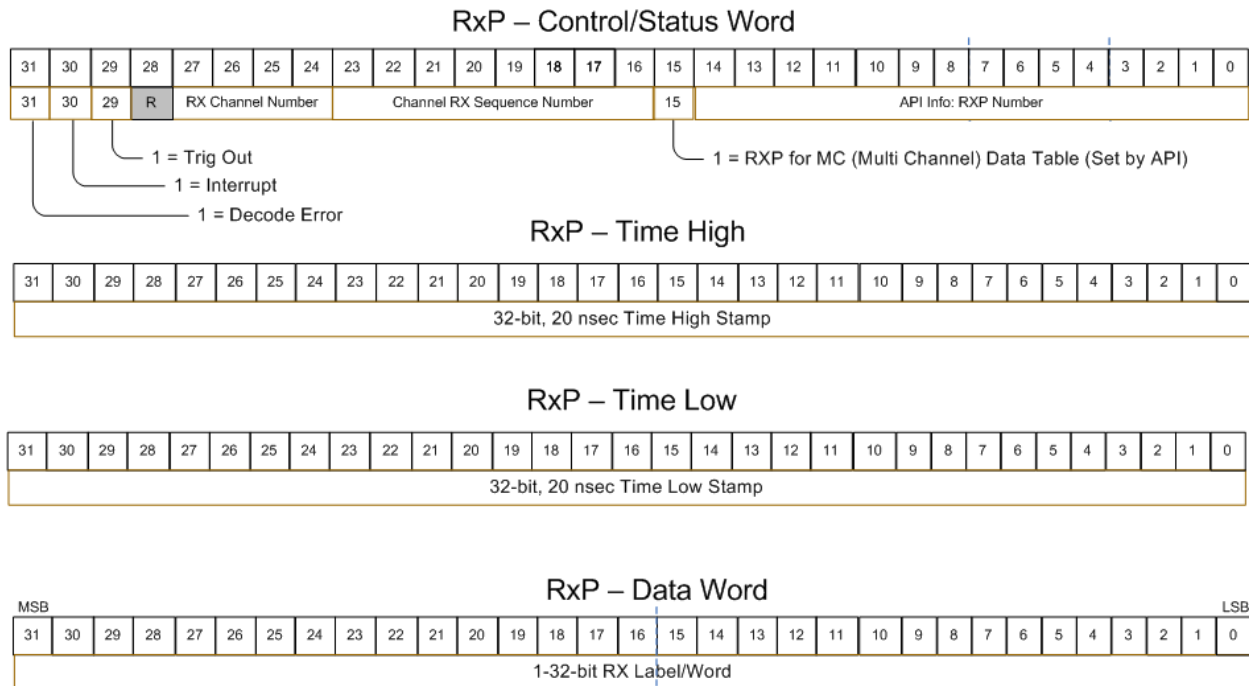 RxP – Control/Status Word
31 30 29 28 27 26 25 24 23 22 21 20 19 18 17 16 15 14 13 12 11 10 9 8 7 6 5 4 3 2 1 0
31 30 29 R RX Channel Number Channel RX Sequence Number 15 API Info: RXP Number
1 = Trig Out 1 = RXP for MC (Multi Channel) Data Table (Set by API)
1 = Interrupt
1 = Decode Error
RxP – Time High
31 30 29 28 27 26 25 24 23 22 21 20 19 18 17 16 15 14 13 12 11 10 9 8 7 6 5 4 3 2 1 0
32-bit, 20 nsec Time High Stamp
RxP – Time Low
31 30 29 28 27 26 25 24 23 22 21 20 19 18 17 16 15 14 13 12 11 10 9 8 7 6 5 4 3 2 1 0
32-bit, 20 nsec Time Low Stamp
RxP – Data Word
MSB LSB
31 30 29 28 27 26 25 24 23 22 21 20 19 18 17 16 15 14 13 12 11 10 9 8 7 6 5 4 3 2 1 0
1-32-bit RX Label/Word